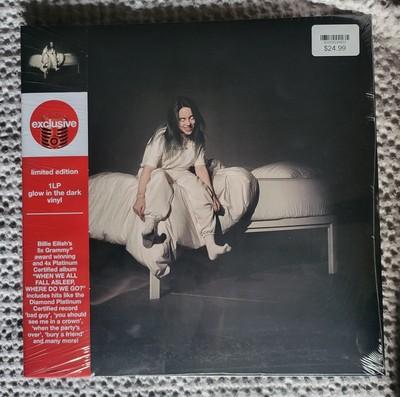 $24.99
exclusive
limited edition
1LP
glow in the dark
vinyl
Billie Eilish's
5x Grammy®
award winning
and 4x Platinum
Certified album
"WHEN WE ALL
FALL ASLEEP,
WHERE DO WE GO?"
includes hits like the
Diamond Platinum
Certified record
'bad guy', 'you should
see me in a crown',
'when the party's
over', 'bury a friend'
and many more!